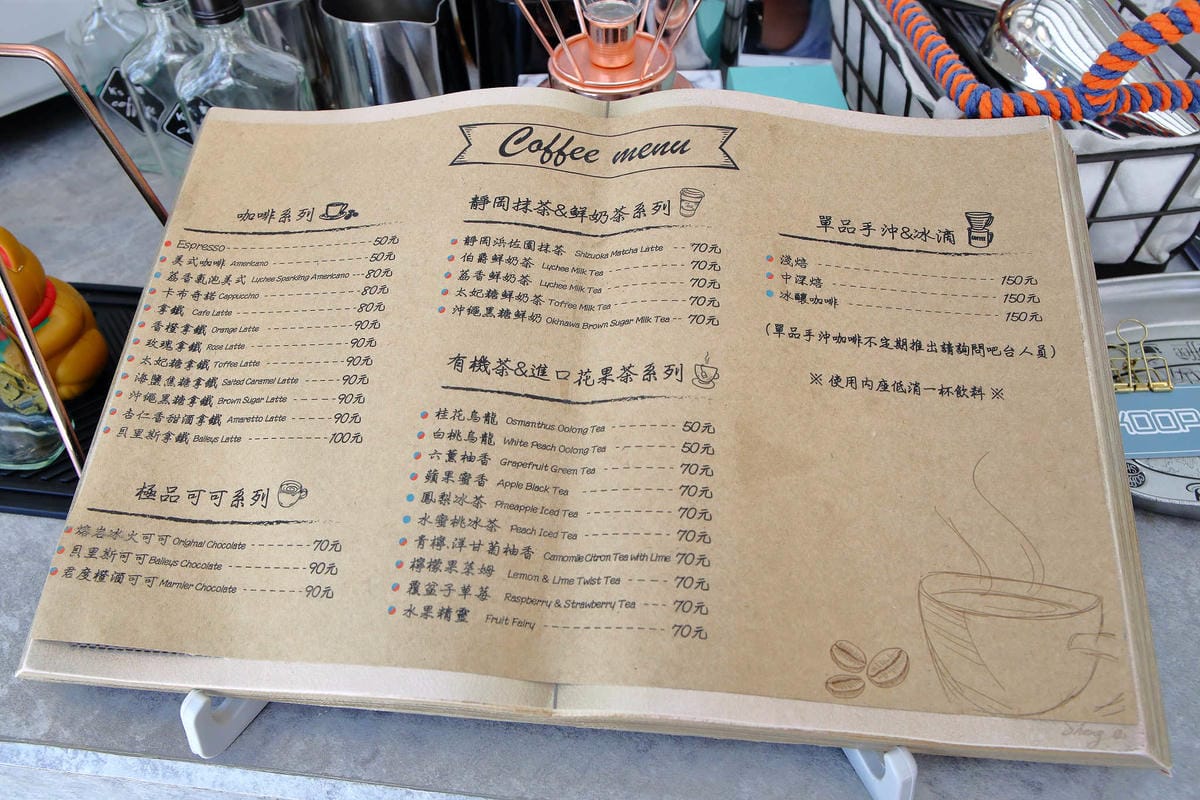 Coffee menu
咖啡系列
Espresso 50元
美式咖啡 Americano 50元
荔香氣泡美式 Lychee Sparkling Americano 80元
卡布奇諾 Cappuccino 80元
拿鐵 Cafe Latte 80元
香橙拿鐵 Orange Latte 90元
玫瑰拿鐵 Rose Latte 90元
太妃糖拿鐵 Toffee Latte 90元
海鹽焦糖拿鐵 Salted Caramel Latte 90元
沖繩黑糖拿鐵 Brown Sugar Latte 90元
杏仁香甜酒拿鐵 Amaretto Latte 90元
貝里斯拿鐵 Baileys Latte 100元
極品可可系列
熔岩冰火可可 Original Chocolate 70元
貝里斯可可 Baileys Chocolate 90元
君度橙酒可可 Marnier Chocolate 90元
靜岡抹茶&鮮奶茶系列
靜岡浜佐園抹茶 Shizuoka Matcha Latte 70元
伯爵鮮奶茶 Lychee Milk Tea 70元
荔香鮮奶茶 Lychee Milk Tea 70元
太妃糖鮮奶茶 Toffee Milk Tea 70元
沖繩黑糖鮮奶 Okinawa Brown Sugar Milk Tea 70元
有機茶&進口花果茶系列
桂花烏龍 Osmanthus Oolong Tea 50元
白桃烏龍 White Peach Oolong Tea 50元
六薰柚香 Grapefruit Green Tea 70元
蘋果蜜香 Apple Black Tea 70元
鳳梨冰茶 Pineapple Iced Tea 70元
水蜜桃冰茶 Peach Iced Tea 70元
青檸洋甘菊柚香 Camomile Citron Tea with Lime 70元
檸檬果萊姆 Lemon & Lime Twist Tea 70元
覆盆子草莓 Raspberry & Strawberry Tea 70元
水果精靈 Fruit Fairy 70元
單品手沖&冰滴
COFFEE
淺焙 150元
中深焙 150元
冰釀咖啡 150元
(單品手沖咖啡不定期推出請詢問吧台人員)
※ 使用內座低消一杯飲料 ※
KOOP